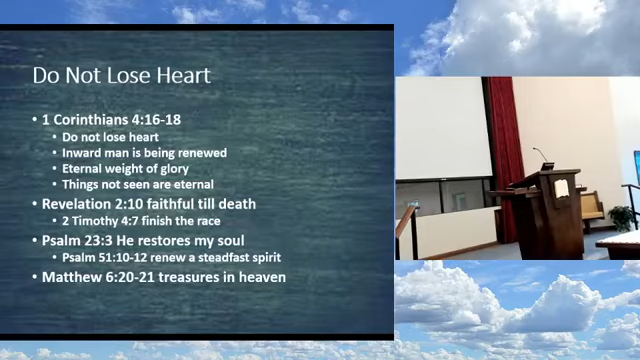 Do Not Lose Heart
• 1 Corinthians 4:16-18
• Do not lose heart
• Inward man is being renewed
• Eternal weight of glory
• Things not seen are eternal
• Revelation 2:10 faithful till death
• 2 Timothy 4:7 finish the race
• Psalm 23:3 He restores my soul
• Psalm 51:10-12 renew a steadfast spirit
• Matthew 6:20-21 treasures in heaven